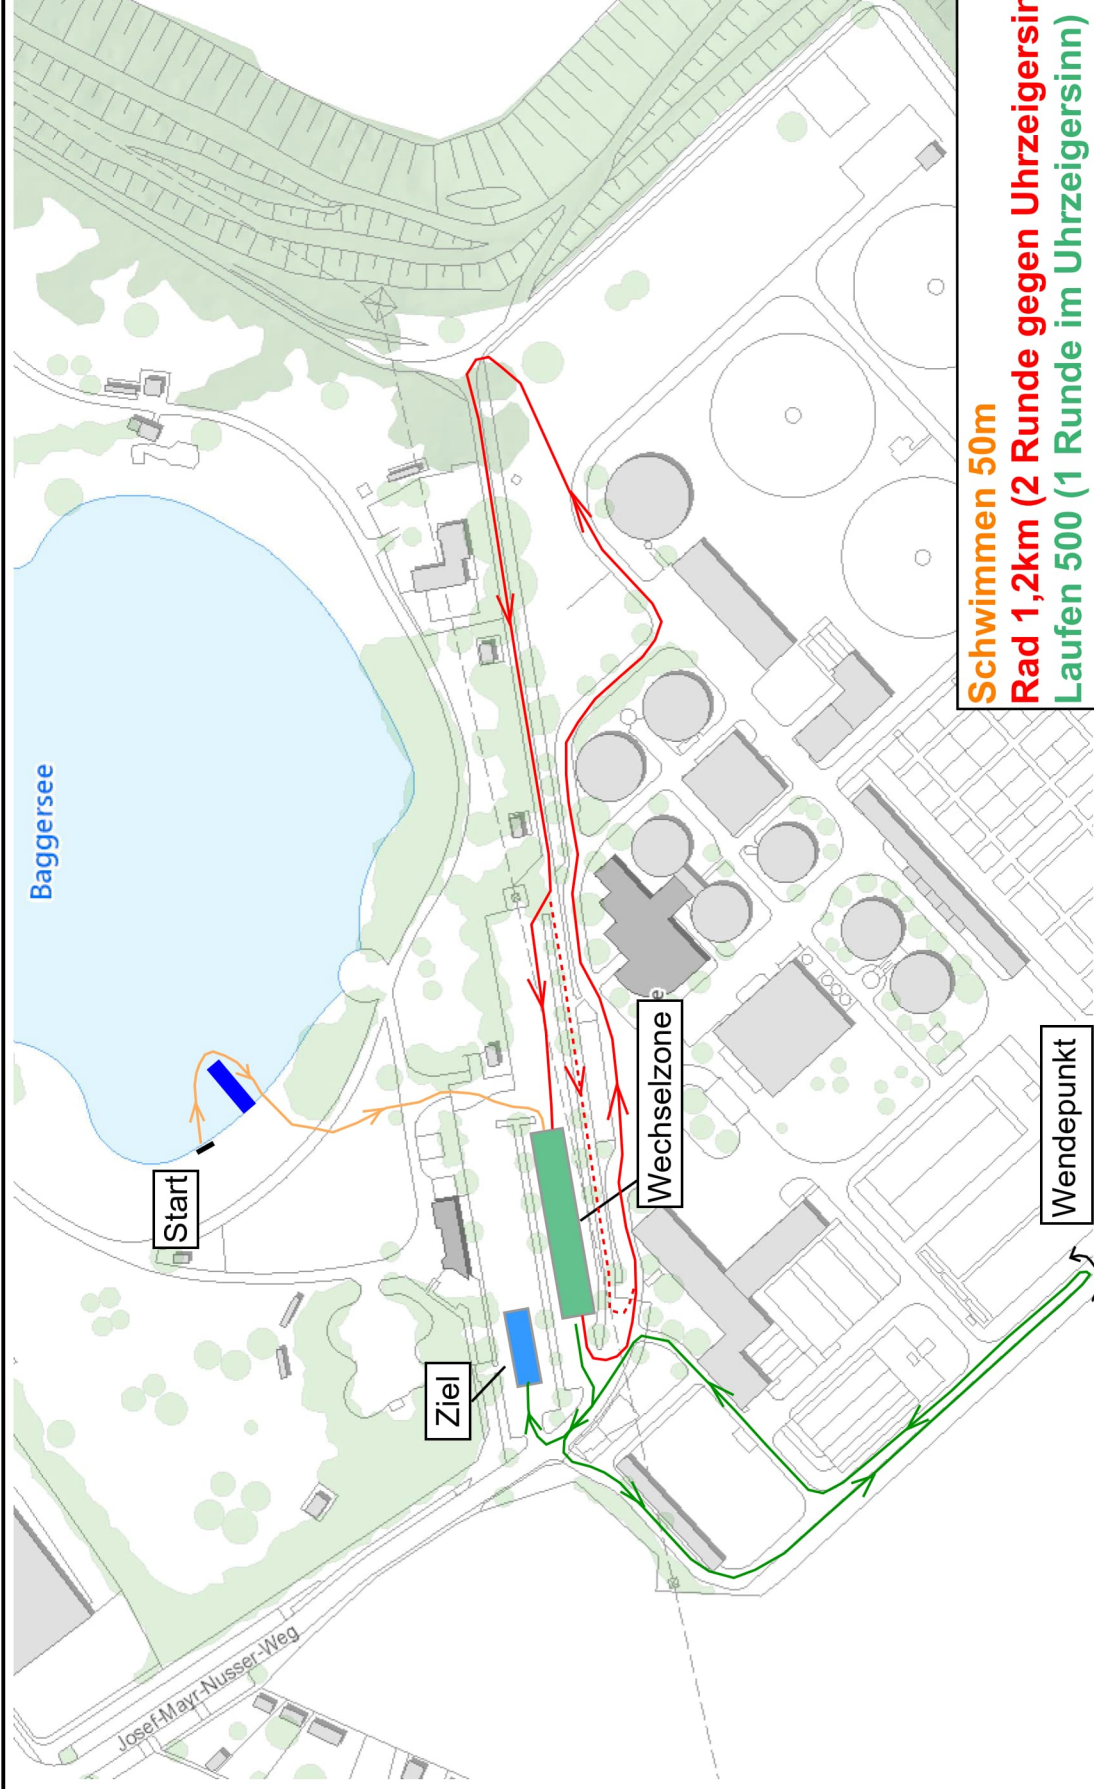 Baggersee
Start
Ziel
Wechselzone
e
Wendepunkt
Josef-Mayr-Nusser-Weg
Schwimmen 50m
Rad 1,2km (2 Runde gegen Uhrzeigersin
Laufen 500 (1 Runde im Uhrzeigersinn)